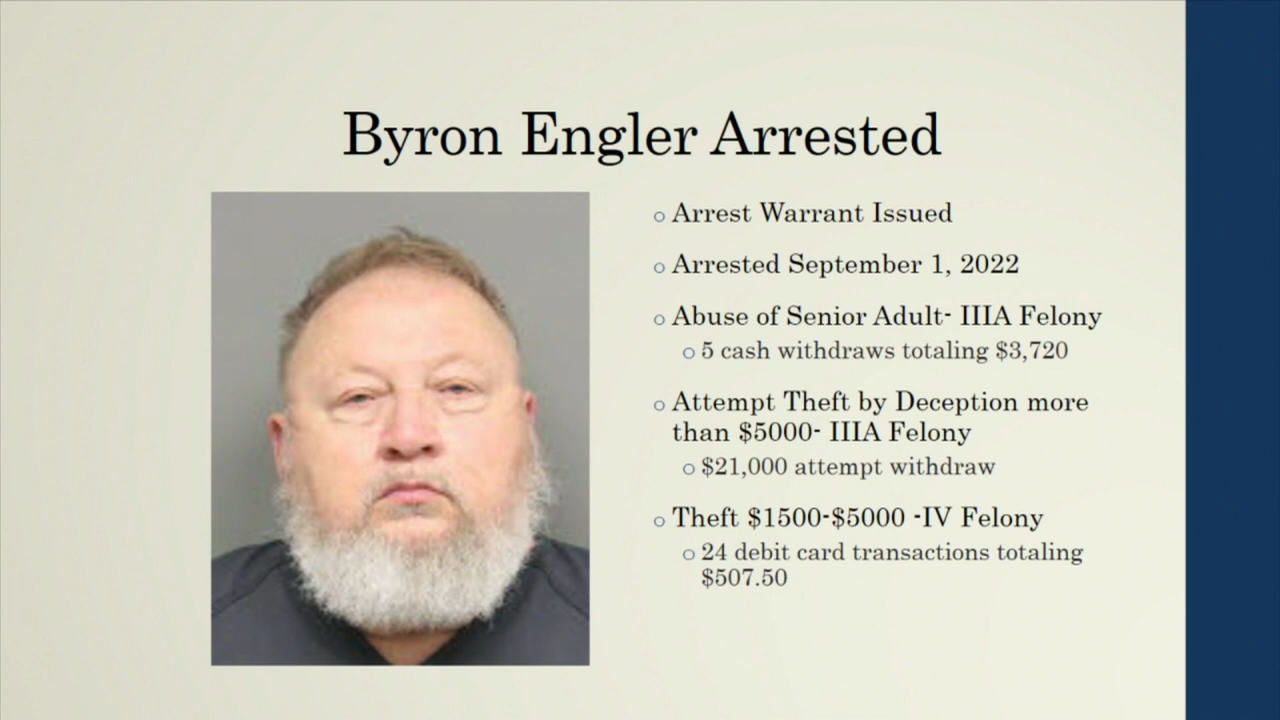 Byron Engler Arrested
○ Arrest Warrant Issued
○ Arrested September 1, 2022
○ Abuse of Senior Adult- IIIA Felony
○ 5 cash withdraws totaling $3,720
○ Attempt Theft by Deception more
than $5000- IIIA Felony
○ $21,000 attempt withdraw
○ Theft $1500-$5000 -IV Felony
○ 24 debit card transactions totaling
$507.50